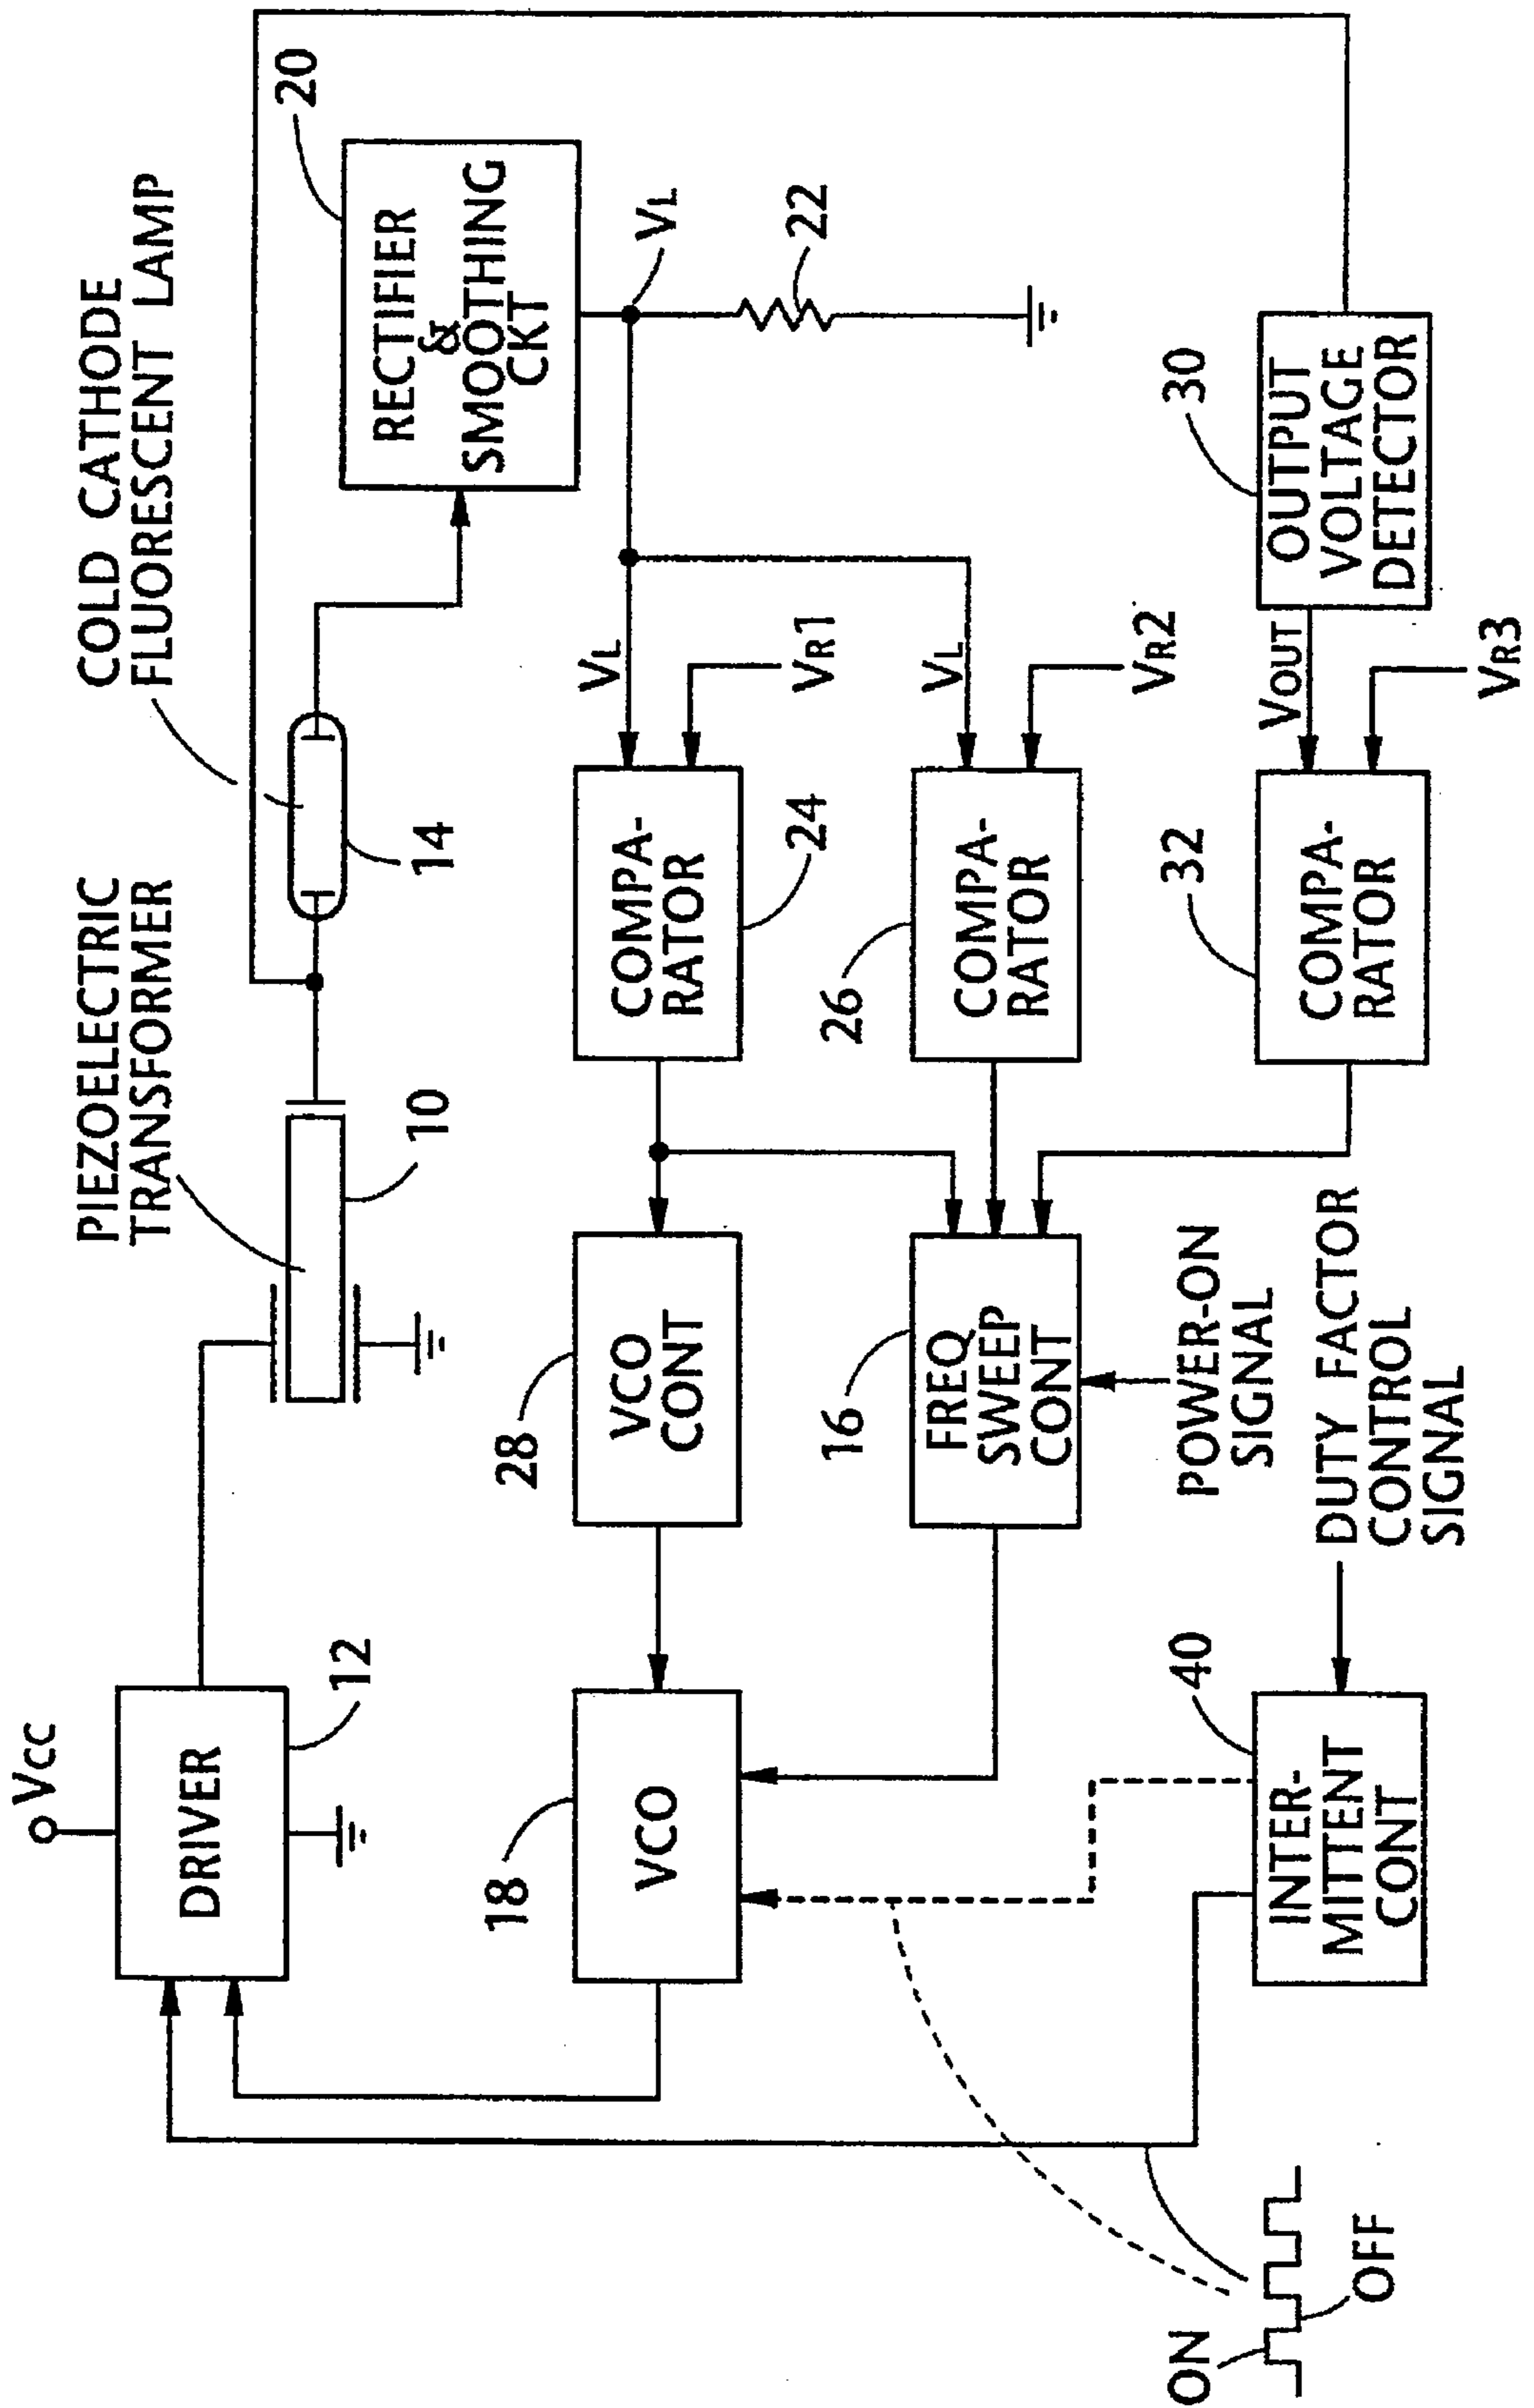 Vcc
DRIVER
12
PIEZOELECTRIC
TRANSFORMER
10
COLD CATHODE
FLUORESCENT LAMP
14
20
RECTIFIER
&
SMOOTHING
CKT
VL
22
18
VCO
28
VCO
CONT
COMPA-
RATOR
24
VL
VR1
16
FREQ
SWEEP
CONT
POWER-ON
SIGNAL
26
COMPA-
RATOR
VL
VR2
40
INTER-
MITTENT
CONT
DUTY FACTOR
CONTROL
SIGNAL
32
COMPA-
RATOR
VOUT
VR3
30
OUTPUT
VOLTAGE
DETECTOR
ON
OFF